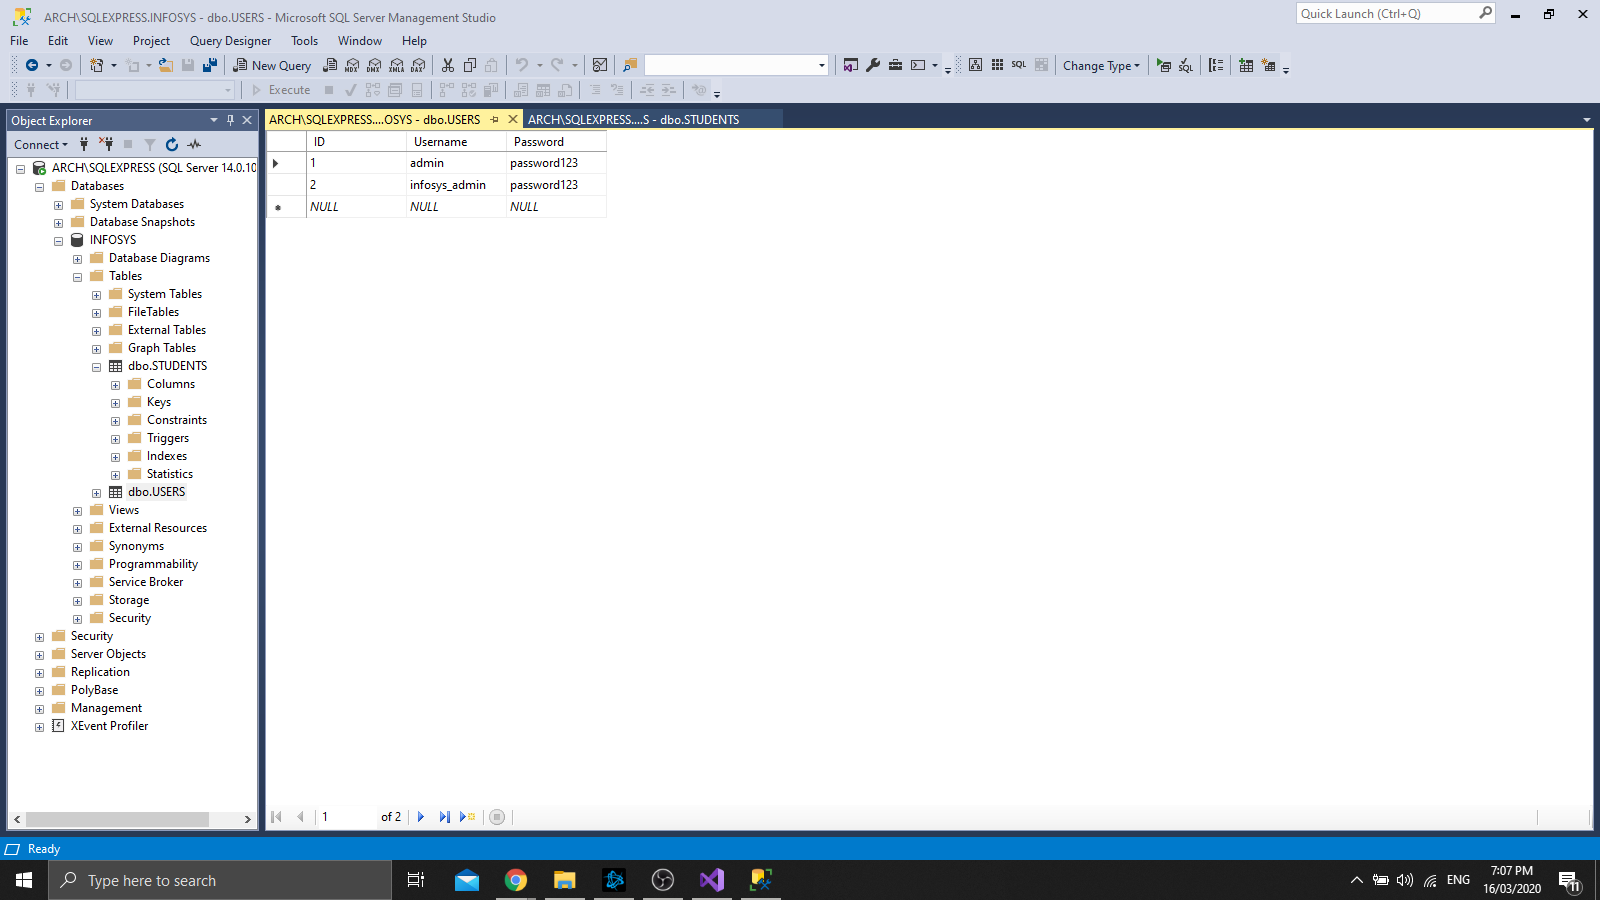 ARCH\SQLEXPRESS.INFOSYS - dbo.USERS - Microsoft SQL Server Management Studio
Quick Launch (Ctrl+Q)
File Edit View Project Query Designer Tools Window Help
New Query MDX DMX XMLA DAX SQL Change Type SQL
Execute
Object Explorer
ARCH\SQLEXPRESS....OSYS - dbo.USERS
ARCH\SQLEXPRESS....S - dbo.STUDENTS
Connect
ARCH\SQLEXPRESS (SQL Server 14.0.10
Databases
System Databases
Database Snapshots
INFOSYS
Database Diagrams
Tables
System Tables
FileTables
External Tables
Graph Tables
dbo.STUDENTS
Columns
Keys
Constraints
Triggers
Indexes
Statistics
dbo.USERS
Views
External Resources
Synonyms
Programmability
Service Broker
Storage
Security
Security
Server Objects
Replication
PolyBase
Management
XEvent Profiler
ID Username Password
1 admin password123
2 infosys_admin password123
NULL NULL NULL
1 of 2
Ready
Type here to search
ENG
7:07 PM
16/03/2020
11